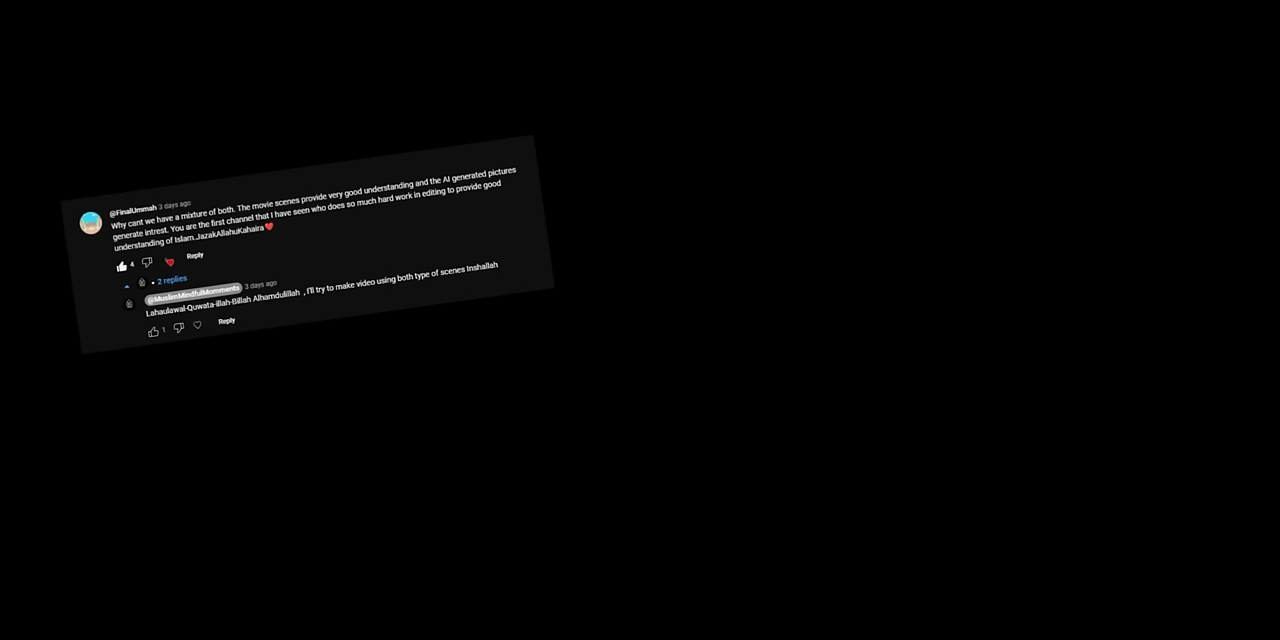 @FinalUmmah 3 days ago
Why cant we have a mixture of both. The movie scenes provide very good understanding and the AI generated pictures
generate intrest. You are the first channel that I have seen who does so much hard work in editing to provide good
understanding of Islam.JazakAllahuKahaira❤️
4 Reply
• 2 replies
@MuslimMindfulMomments 3 days ago
Lahaulawal-Quwata-illah-Billah Alhamdulillah , I'll try to make video using both type of scenes Inshallah
1 Reply